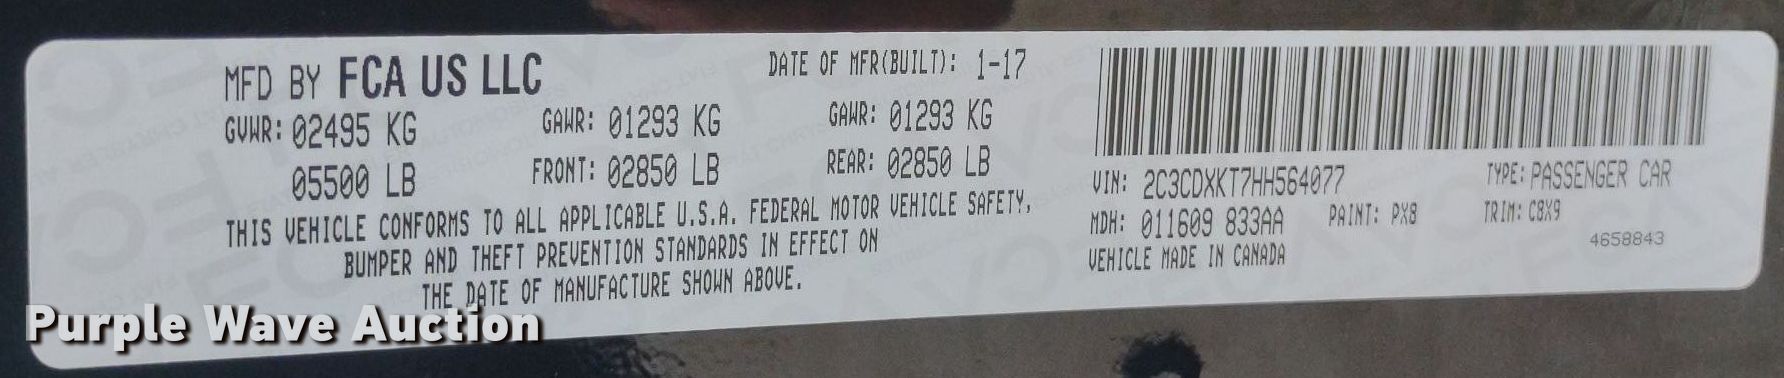 MFD BY FCA US LLC
DATE OF MFR(BUILT): 1-17
GVWR: 02495 KG GAWR: 01293 KG GAWR: 01293 KG
05500 LB FRONT: 02850 LB REAR: 02850 LB
THIS VEHICLE CONFORMS TO ALL APPLICABLE U.S.A. FEDERAL MOTOR VEHICLE SAFETY,
BUMPER AND THEFT PREVENTION STANDARDS IN EFFECT ON
THE DATE OF MANUFACTURE SHOWN ABOVE.
VIN: 2C3CDXKT7HH564077 TYPE: PASSENGER CAR
MDH: 011609 833AA PAINT: PX8 TRIM: C8X9
4658843
VEHICLE MADE IN CANADA
Purple Wave Auction